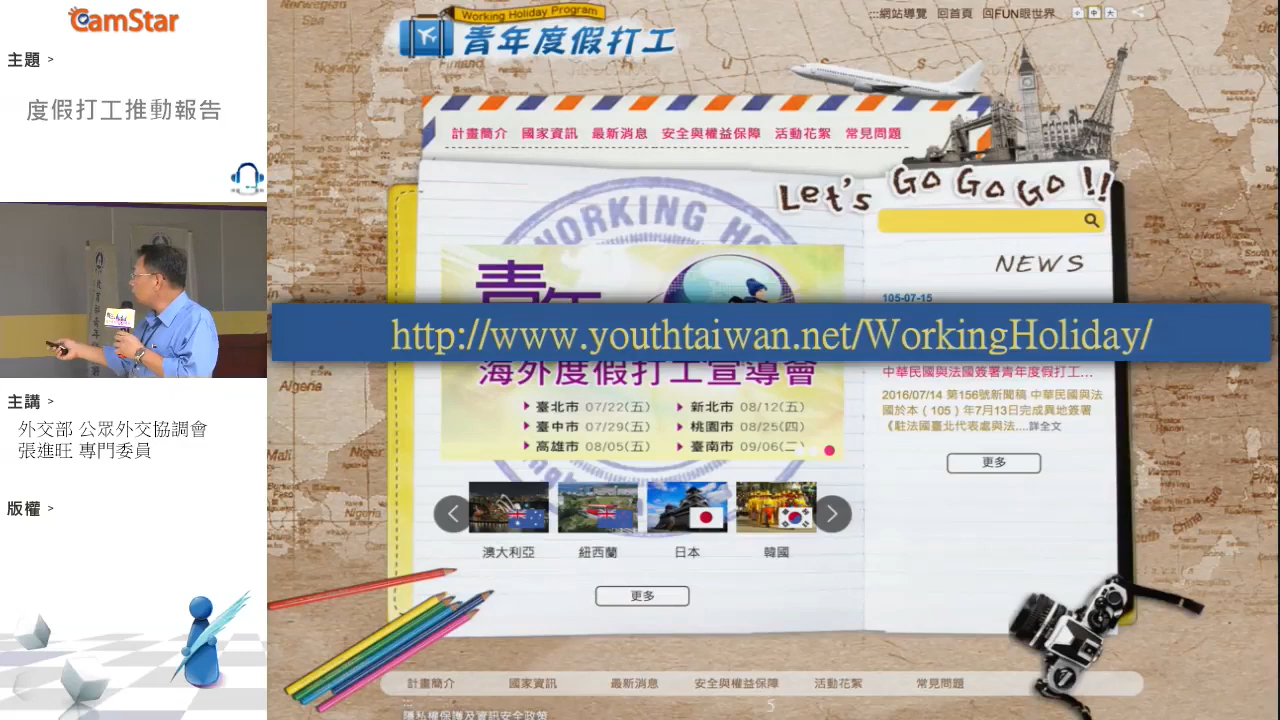 CamStar
主題 >
度假打工推動報告
主講 >
外交部 公眾外交協調會
張進旺 專門委員
版權 >
Working Holiday Program
青年度假打工
:::網站導覽 回首頁 回FUN眼世界 小 中 大
計畫簡介 國家資訊 最新消息 安全與權益保障 活動花絮 常見問題
Let's Go Go Go !!
WORKING HO
NEWS
青年
105-07-15
http://www.youthtaiwan.net/WorkingHoliday/
海外度假打工宣導會
中華民國與法國簽署青年度假打工...
2016/07/14 第156號新聞稿 中華民國與法
國於本（105）年7月13日完成異地簽署
《駐法國臺北代表處與法....詳全文
臺北市 07/22(五) 新北市 08/12(五)
臺中市 07/29(五) 桃園市 08/25(四)
高雄市 08/05(五) 臺南市 09/06(二)
更多
澳大利亞 紐西蘭 日本 韓國
更多
計畫簡介 國家資訊 最新消息 安全與權益保障 活動花絮 常見問題
5
隱私權保護及資訊安全政策